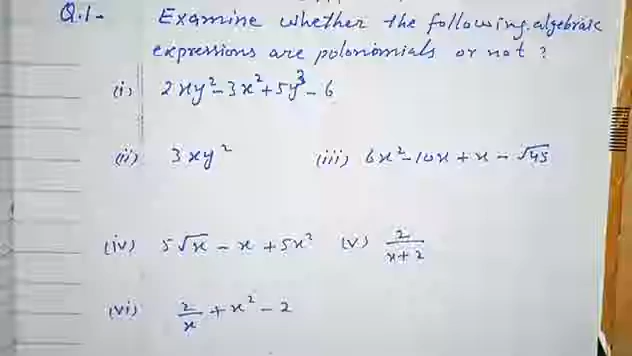 Q.1- Examine whether the following algebraic
expressions are polonomials or not ?
(i) 2xy²-3x²+5y³-6
(ii) 3xy² (iii) 6x²-10x+x-√45
(iv) 5√x - x + 5x² (v) 2/x+2
(vi) 2/x + x² - 2